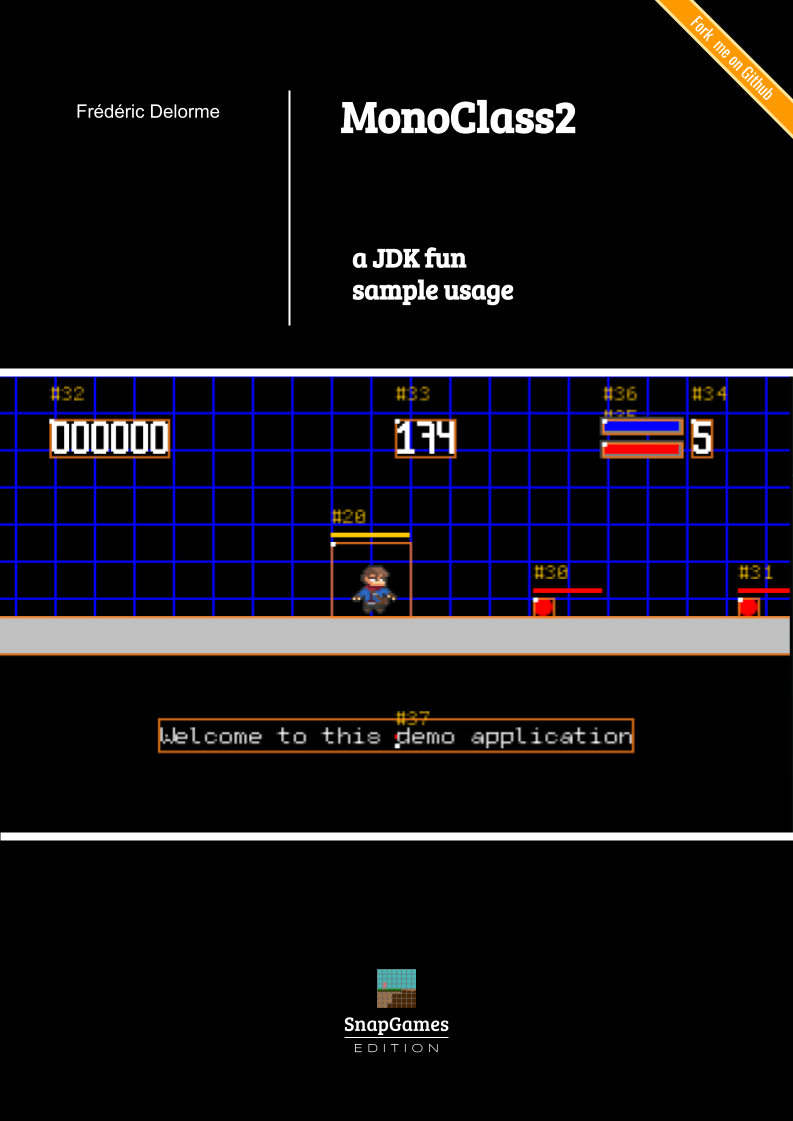 Fork me on Github
Frédéric Delorme
MonoClass2
a JDK fun
sample usage
#32
#33
#36
#34
#35
000000
174
5
#20
#30
#31
#37
Welcome to this demo application
SnapGames
EDITION